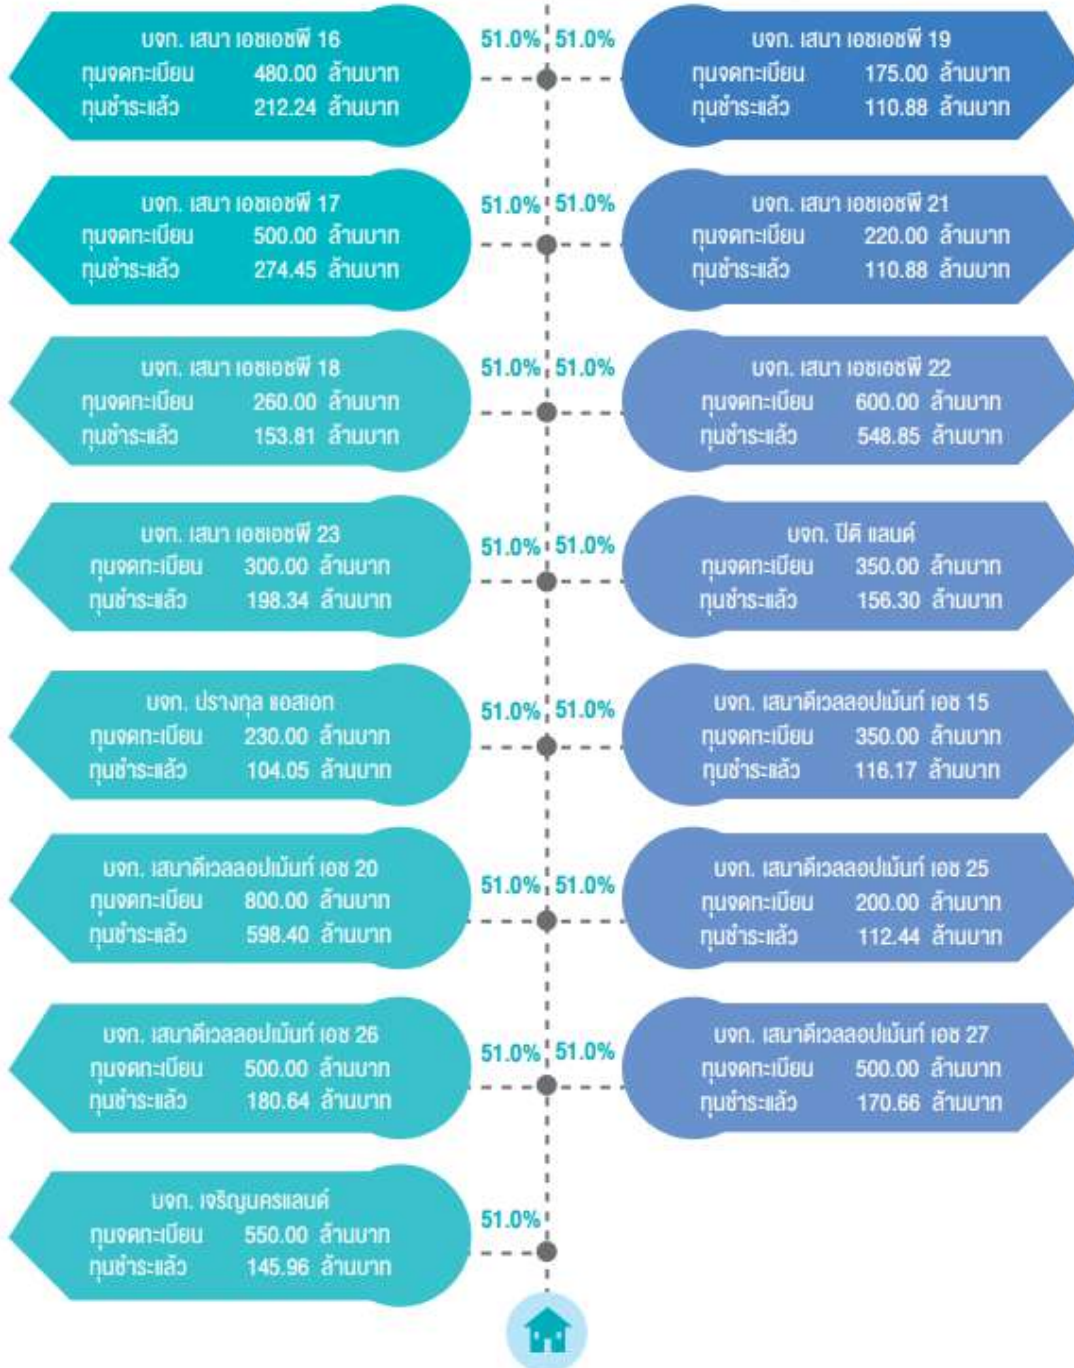 บจก. เสนา เอชเอชพี 16
ทุนจดทะเบียน 480.00 ล้านบาท
ทุนชำระแล้ว 212.24 ล้านบาท
51.0% 51.0%
บจก. เสนา เอชเอชพี 19
ทุนจดทะเบียน 175.00 ล้านบาท
ทุนชำระแล้ว 110.88 ล้านบาท
บจก. เสนา เอชเอชพี 17
ทุนจดทะเบียน 500.00 ล้านบาท
ทุนชำระแล้ว 274.45 ล้านบาท
51.0% 51.0%
บจก. เสนา เอชเอชพี 21
ทุนจดทะเบียน 220.00 ล้านบาท
ทุนชำระแล้ว 110.88 ล้านบาท
บจก. เสนา เอชเอชพี 18
ทุนจดทะเบียน 260.00 ล้านบาท
ทุนชำระแล้ว 153.81 ล้านบาท
51.0% 51.0%
บจก. เสนา เอชเอชพี 22
ทุนจดทะเบียน 600.00 ล้านบาท
ทุนชำระแล้ว 548.85 ล้านบาท
บจก. เสนา เอชเอชพี 23
ทุนจดทะเบียน 300.00 ล้านบาท
ทุนชำระแล้ว 198.34 ล้านบาท
51.0% 51.0%
บจก. ปิติ แลนด์
ทุนจดทะเบียน 350.00 ล้านบาท
ทุนชำระแล้ว 156.30 ล้านบาท
บจก. ปรางกุล แอสเอท
ทุนจดทะเบียน 230.00 ล้านบาท
ทุนชำระแล้ว 104.05 ล้านบาท
51.0% 51.0%
บจก. เสนาดีเวลลอปเม้นท์ เอช 15
ทุนจดทะเบียน 350.00 ล้านบาท
ทุนชำระแล้ว 116.17 ล้านบาท
บจก. เสนาดีเวลลอปเม้นท์ เอช 20
ทุนจดทะเบียน 800.00 ล้านบาท
ทุนชำระแล้ว 598.40 ล้านบาท
51.0% 51.0%
บจก. เสนาดีเวลลอปเม้นท์ เอช 25
ทุนจดทะเบียน 200.00 ล้านบาท
ทุนชำระแล้ว 112.44 ล้านบาท
บจก. เสนาดีเวลลอปเม้นท์ เอช 26
ทุนจดทะเบียน 500.00 ล้านบาท
ทุนชำระแล้ว 180.64 ล้านบาท
51.0% 51.0%
บจก. เสนาดีเวลลอปเม้นท์ เอช 27
ทุนจดทะเบียน 500.00 ล้านบาท
ทุนชำระแล้ว 170.66 ล้านบาท
บจก. เจริญนครแลนด์
ทุนจดทะเบียน 550.00 ล้านบาท
ทุนชำระแล้ว 145.96 ล้านบาท
51.0%